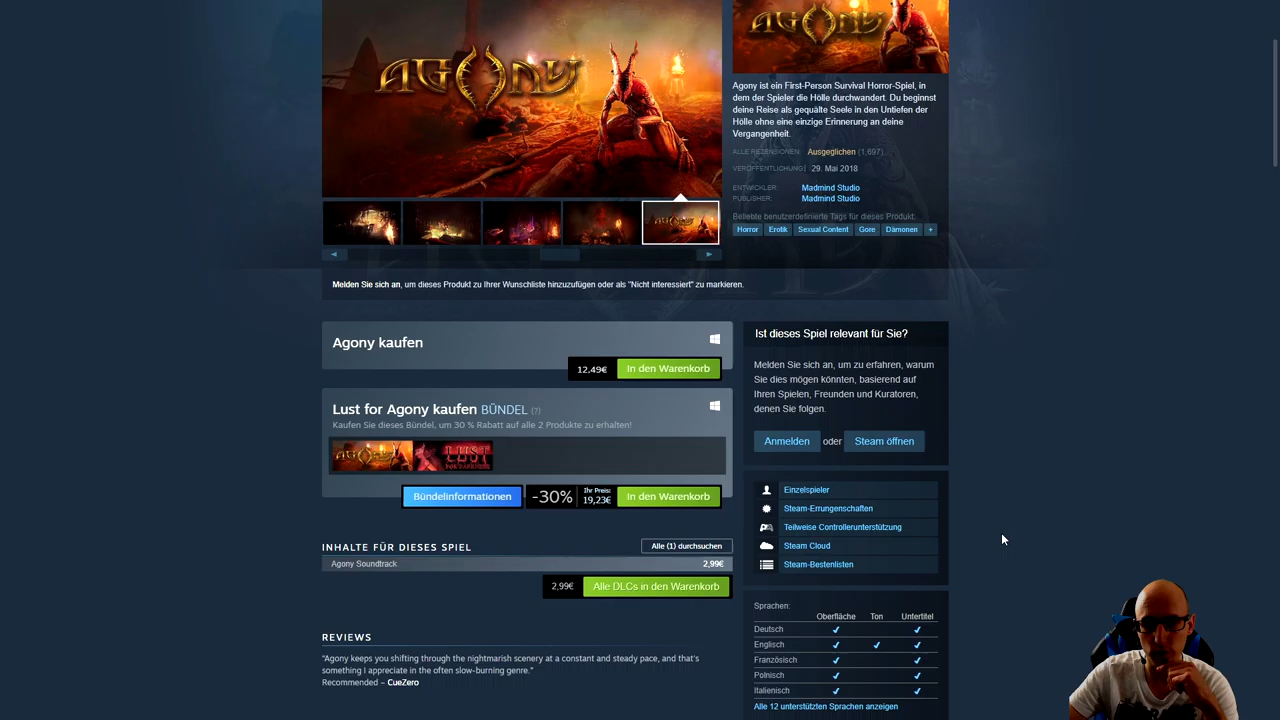 AGONY
AGONY
Agony ist ein First-Person Survival Horror-Spiel, in
dem der Spieler die Hölle durchwandert. Du beginnst
deine Reise als gequälte Seele in den Untiefen der
Hölle ohne eine einzige Erinnerung an deine
Vergangenheit.
ALLE REZENSIONEN: Ausgeglichen (1,697)
VERÖFFENTLICHUNG: 29. Mai 2018
ENTWICKLER: Madmind Studio
PUBLISHER: Madmind Studio
Beliebte benutzerdefinierte Tags für dieses Produkt:
Horror Erotik Sexual Content Gore Dämonen +
Melden Sie sich an, um dieses Produkt zu Ihrer Wunschliste hinzuzufügen oder als "Nicht interessiert" zu markieren.
Agony kaufen
12,49€ In den Warenkorb
Lust for Agony kaufen BÜNDEL (?)
Kaufen Sie dieses Bündel, um 30 % Rabatt auf alle 2 Produkte zu erhalten!
AGONY LUST
Bündelinformationen -30% Ihr Preis: 19,23€ In den Warenkorb
INHALTE FÜR DIESES SPIEL Alle (1) durchsuchen
Agony Soundtrack 2,99€
2,99€ Alle DLCs in den Warenkorb
REVIEWS
“Agony keeps you shifting through the nightmarish scenery at a constant and steady pace, and that's
something I appreciate in the often slow-burning genre.”
Recommended – CueZero
Ist dieses Spiel relevant für Sie?
Melden Sie sich an, um zu erfahren, warum
Sie dies mögen könnten, basierend auf
Ihren Spielen, Freunden und Kuratoren,
denen Sie folgen.
Anmelden oder Steam öffnen
Einzelspieler
Steam-Errungenschaften
Teilweise Controllerunterstützung
Steam Cloud
Steam-Bestenlisten
Sprachen:
Oberfläche Ton Untertitel
Deutsch ✔ ✔
Englisch ✔ ✔ ✔
Französisch ✔ ✔
Polnisch ✔ ✔
Italienisch ✔ ✔
Alle 12 unterstützten Sprachen anzeigen